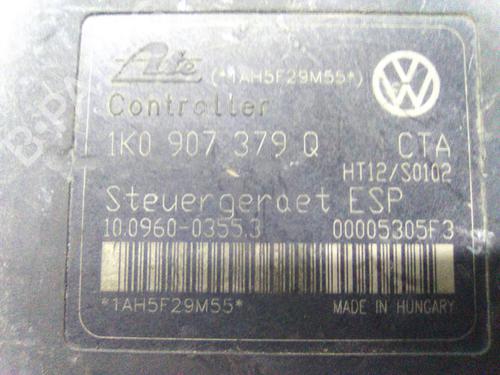 Ate (*1AH5F29M55*)
Controller
1K0 907 379 Q CTA
HT12/S0102
Steuergeraet ESP
10.0960-0355.3 00005305F3
*1AH5F29M55* MADE IN HUNGARY